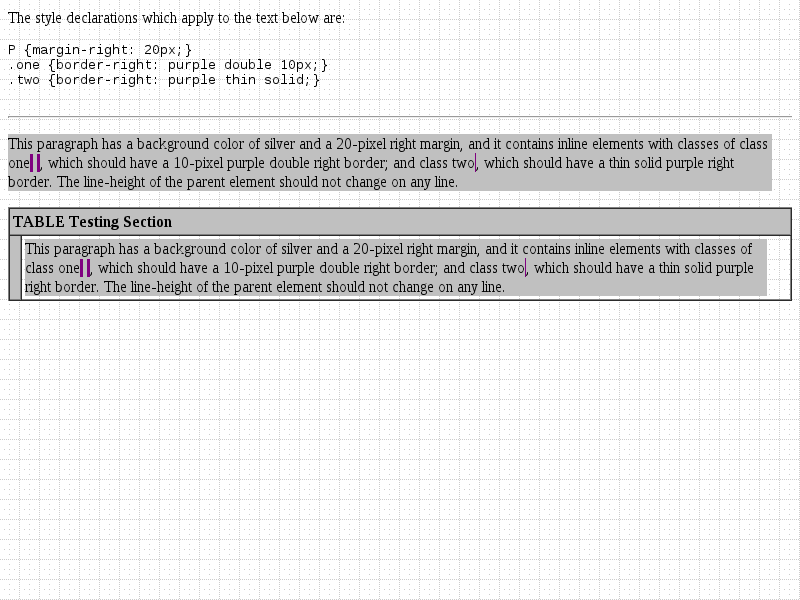 The style declarations which apply to the text below are:
P {margin-right: 20px;}
.one {border-right: purple double 10px;}
.two {border-right: purple thin solid;}
This paragraph has a background color of silver and a 20-pixel right margin, and it contains inline elements with classes of class
one, which should have a 10-pixel purple double right border; and class two, which should have a thin solid purple right
border. The line-height of the parent element should not change on any line.
TABLE Testing Section
This paragraph has a background color of silver and a 20-pixel right margin, and it contains inline elements with classes of
class one, which should have a 10-pixel purple double right border; and class two, which should have a thin solid purple
right border. The line-height of the parent element should not change on any line.